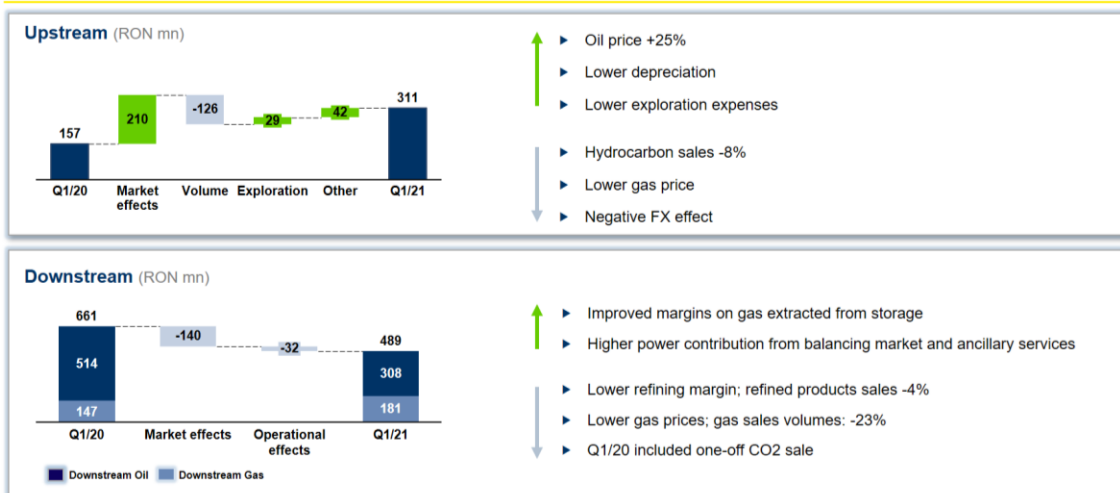 Upstream (RON mn)
157
210
-126
29
42
311
Q1/20
Market
effects
Volume
Exploration
Other
Q1/21
Oil price +25%
Lower depreciation
Lower exploration expenses
Hydrocarbon sales -8%
Lower gas price
Negative FX effect
Downstream (RON mn)
661
514
147
-140
-32
489
308
181
Q1/20
Market effects
Operational
effects
Q1/21
Downstream Oil
Downstream Gas
Improved margins on gas extracted from storage
Higher power contribution from balancing market and ancillary services
Lower refining margin; refined products sales -4%
Lower gas prices; gas sales volumes: -23%
Q1/20 included one-off CO2 sale